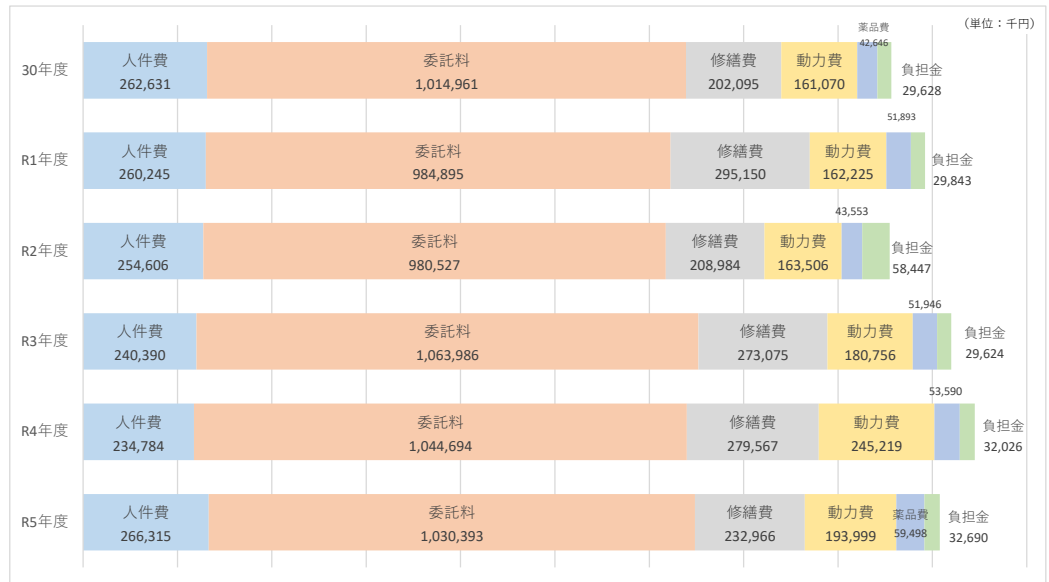 (単位：千円)
30年度
人件費
262,631
委託料
1,014,961
修繕費
202,095
動力費
161,070
薬品費
42,646
負担金
29,628
R1年度
人件費
260,245
委託料
984,895
修繕費
295,150
動力費
162,225
51,893
負担金
29,843
R2年度
人件費
254,606
委託料
980,527
修繕費
208,984
動力費
163,506
43,553
負担金
58,447
R3年度
人件費
240,390
委託料
1,063,986
修繕費
273,075
動力費
180,756
51,946
負担金
29,624
R4年度
人件費
234,784
委託料
1,044,694
修繕費
279,567
動力費
245,219
53,590
負担金
32,026
R5年度
人件費
266,315
委託料
1,030,393
修繕費
232,966
動力費
193,999
薬品費
59,498
負担金
32,690